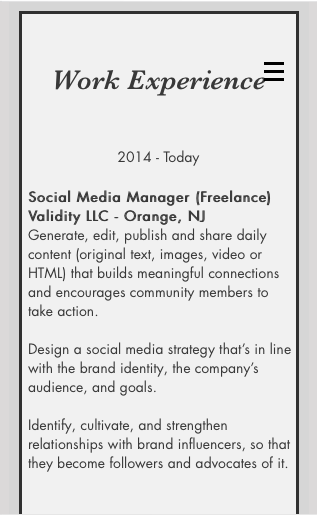 Work Experience
2014 - Today
Social Media Manager (Freelance)
Validity LLC - Orange, NJ
Generate, edit, publish and share daily
content (original text, images, video or
HTML) that builds meaningful connections
and encourages community members to
take action.
Design a social media strategy that’s in line
with the brand identity, the company’s
audience, and goals.
Identify, cultivate, and strengthen
relationships with brand influencers, so that
they become followers and advocates of it.